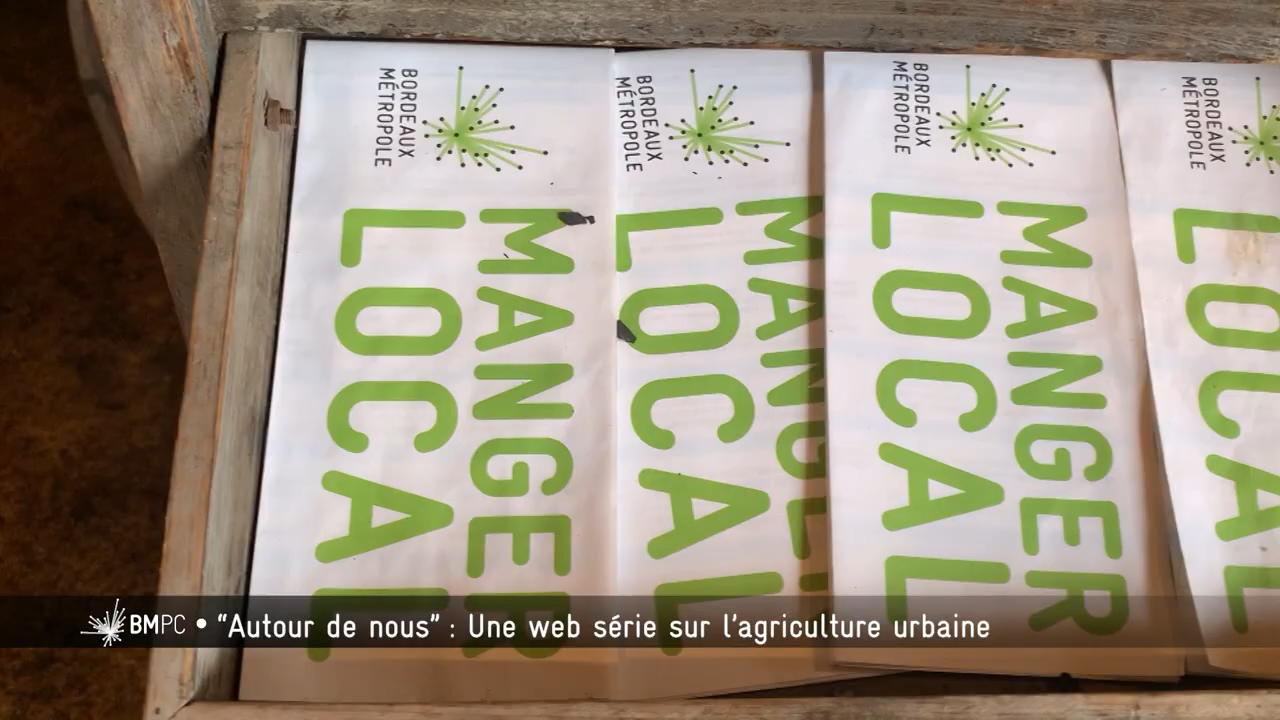 BORDEAUX
MÉTROPOLE
MANGER
LOCAL
BORDEAUX
MÉTROPOLE
MANGER
LOCAL
BORDEAUX
MÉTROPOLE
MANGER
LOCAL
BORDEAUX
MÉTROPOLE
LOCAL
BMPC • “Autour de nous” : Une web série sur l'agriculture urbaine